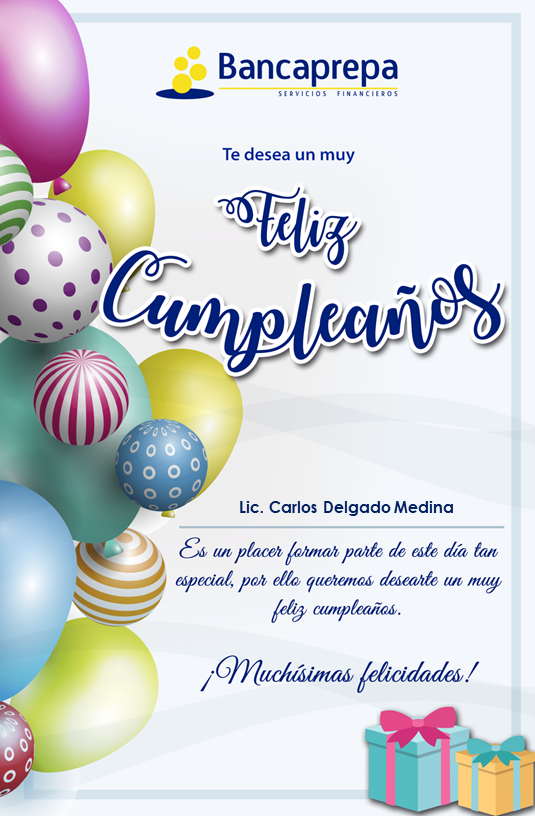 Bancaprepa
SERVICIOS FINANCIEROS
Te desea un muy
Feliz
Cumpleaños
Lic. Carlos Delgado Medina
Es un placer formar parte de este día tan
especial, por ello queremos desearte un muy
feliz cumpleaños.
¡Muchísimas felicidades!